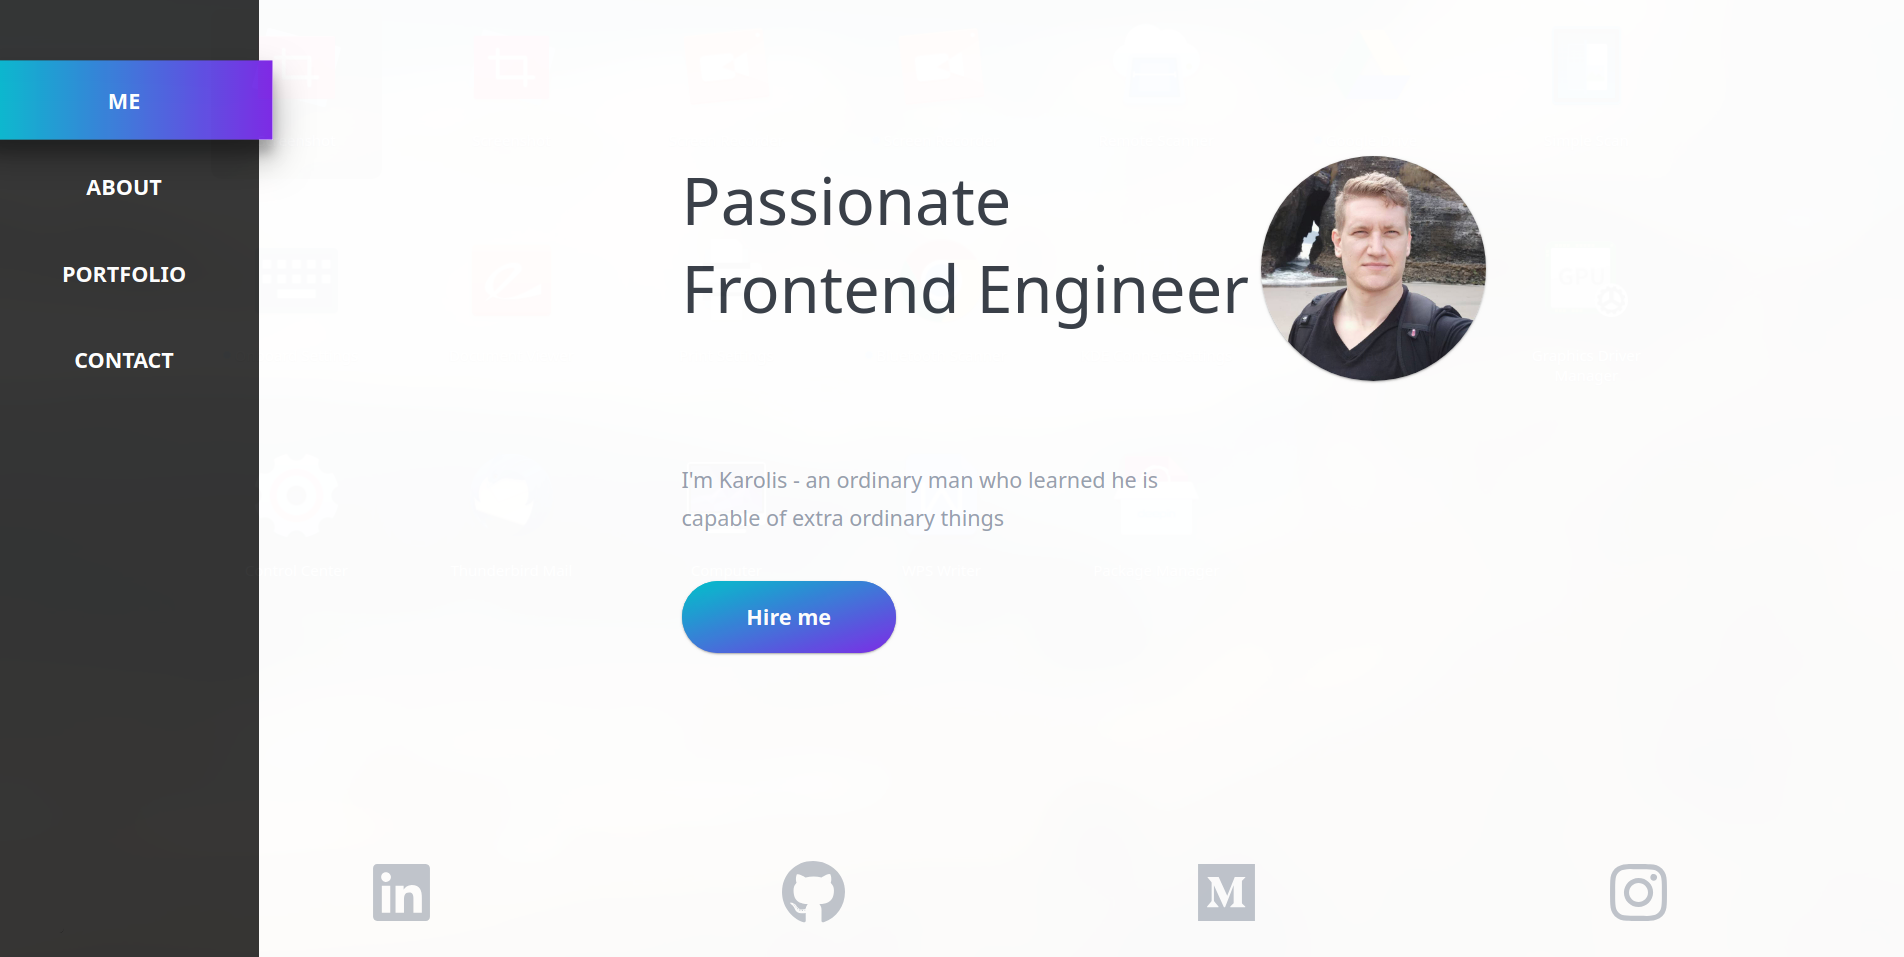 ME
ABOUT
PORTFOLIO
CONTACT
Passionate
Frontend Engineer
I'm Karolis - an ordinary man who learned he is
capable of extra ordinary things
Hire me
in
M